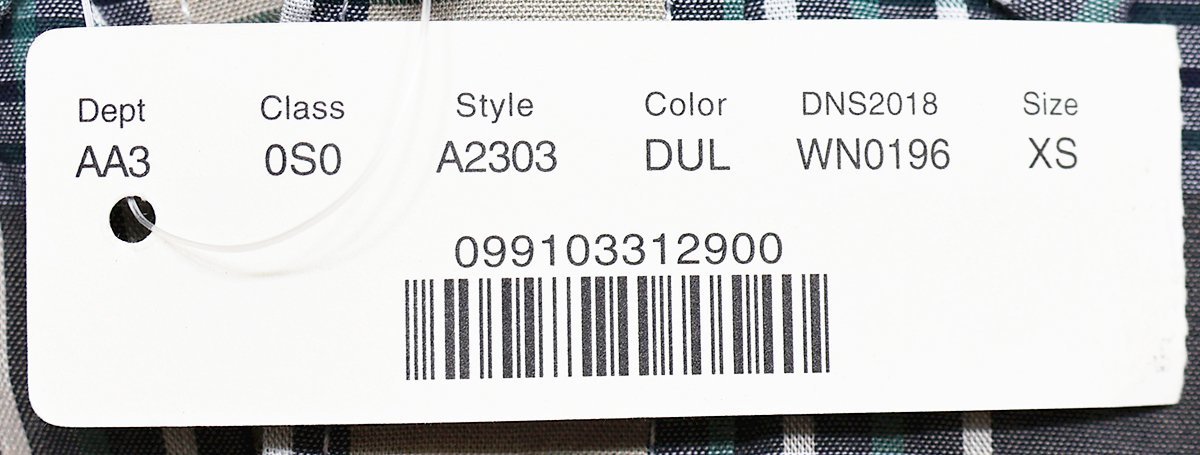 Dept Class Style Color DNS2018 Size
AA3 0S0 A2303 DUL WN0196 XS
099103312900